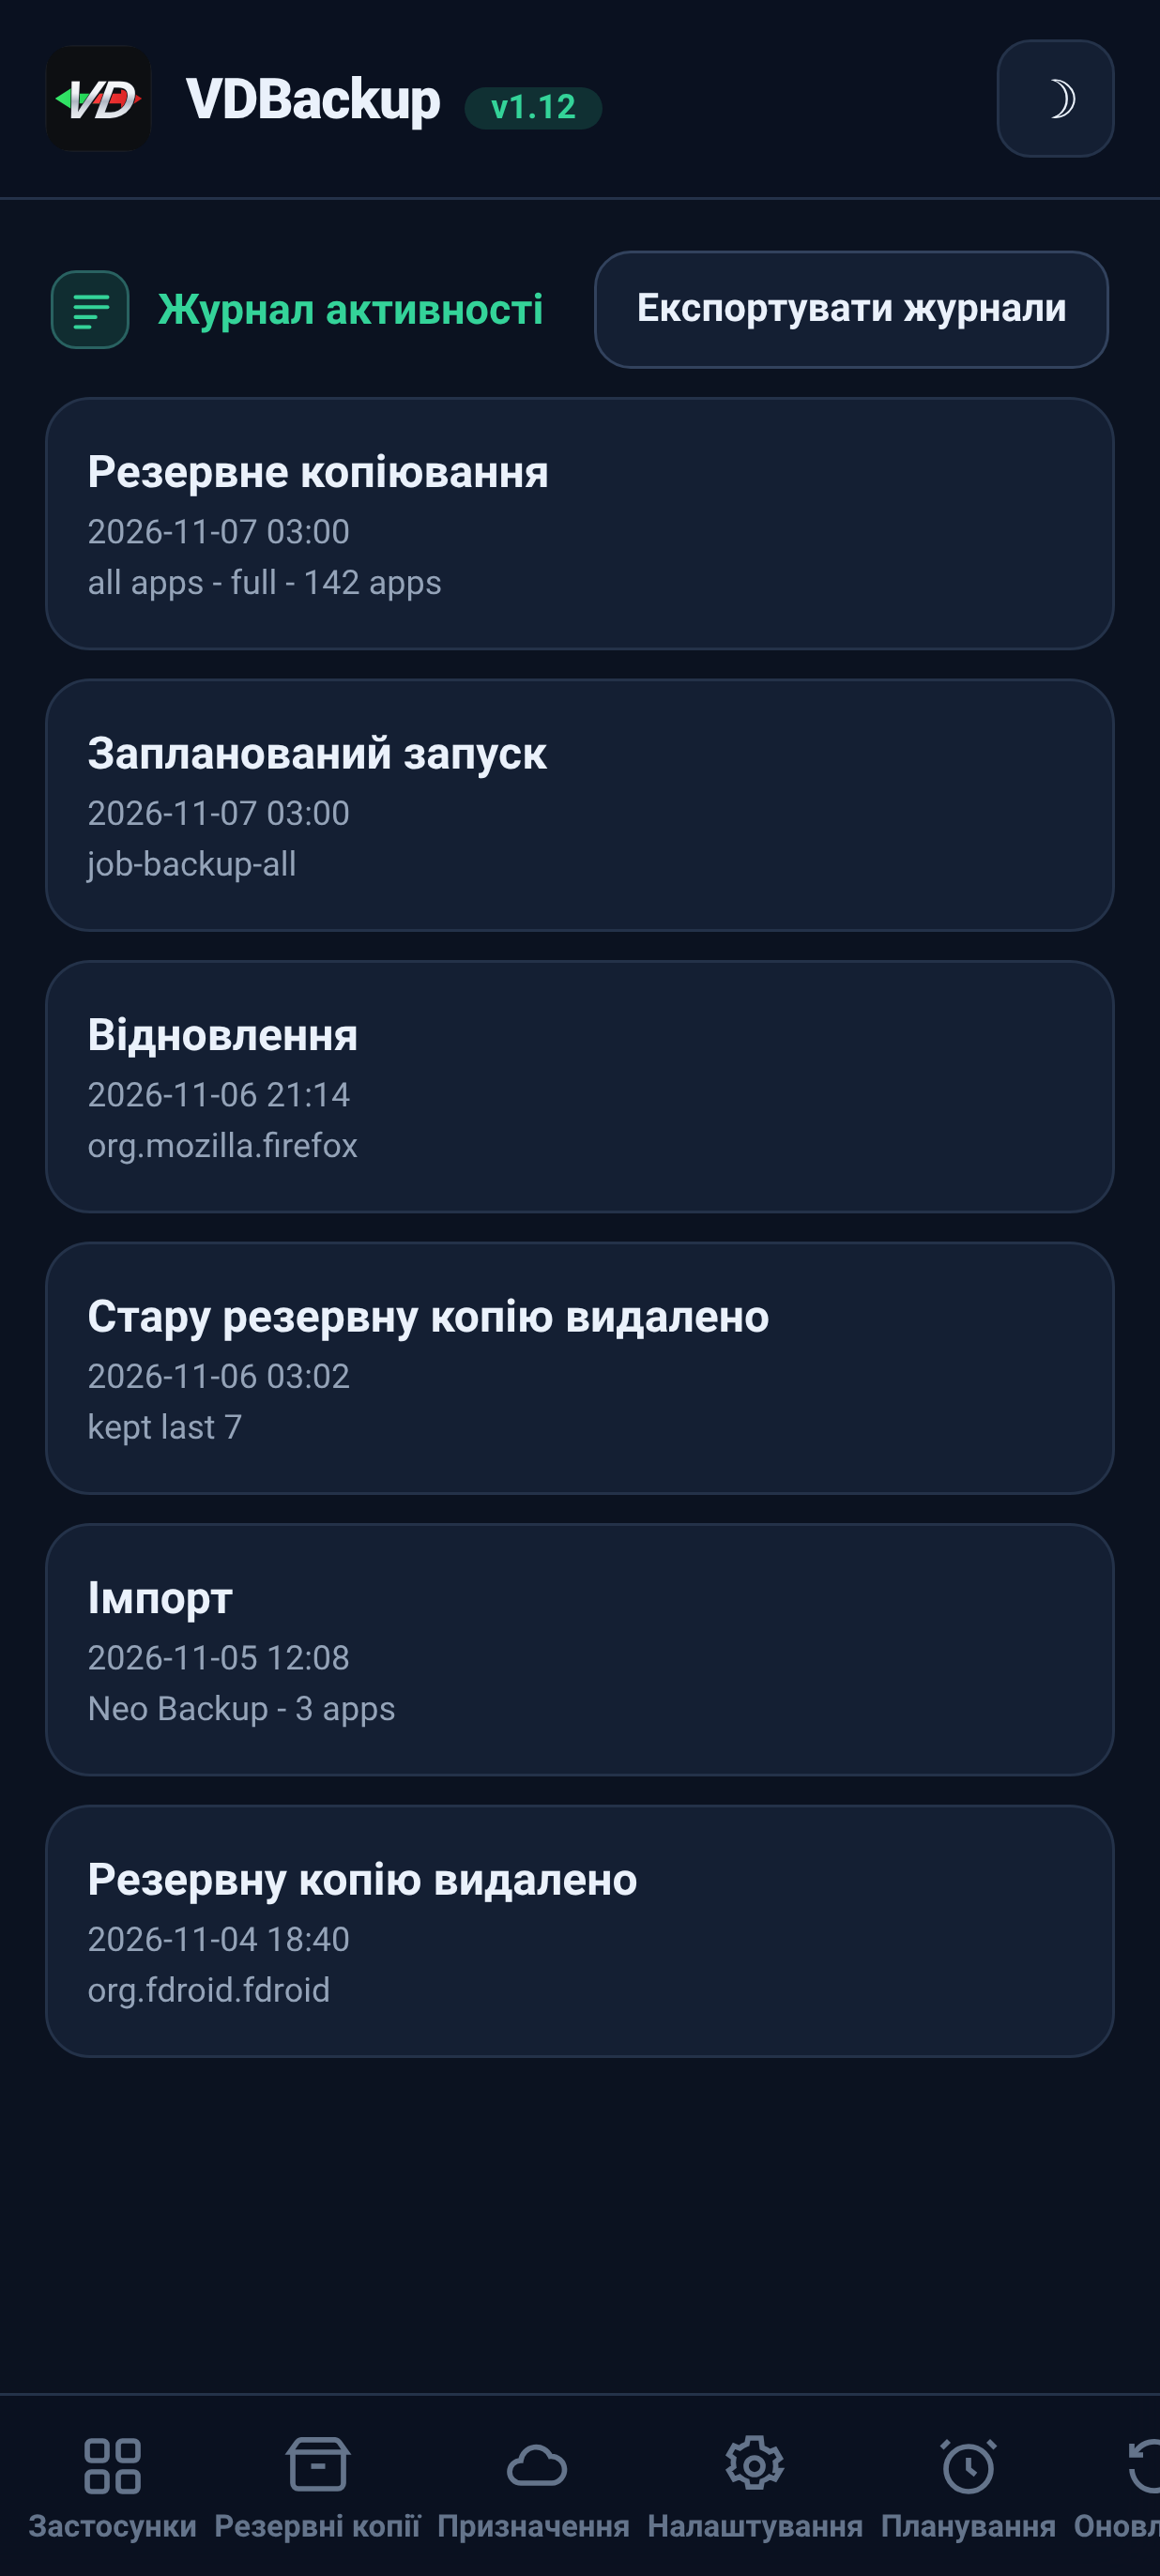 VD
VDBackup v1.12
Журнал активності
Експортувати журнали
Резервне копіювання
2026-11-07 03:00
all apps - full - 142 apps
Запланований запуск
2026-11-07 03:00
job-backup-all
Відновлення
2026-11-06 21:14
org.mozilla.firefox
Стару резервну копію видалено
2026-11-06 03:02
kept last 7
Імпорт
2026-11-05 12:08
Neo Backup - 3 apps
Резервну копію видалено
2026-11-04 18:40
org.fdroid.fdroid
Застосунки Резервні копії Призначення Налаштування Планування